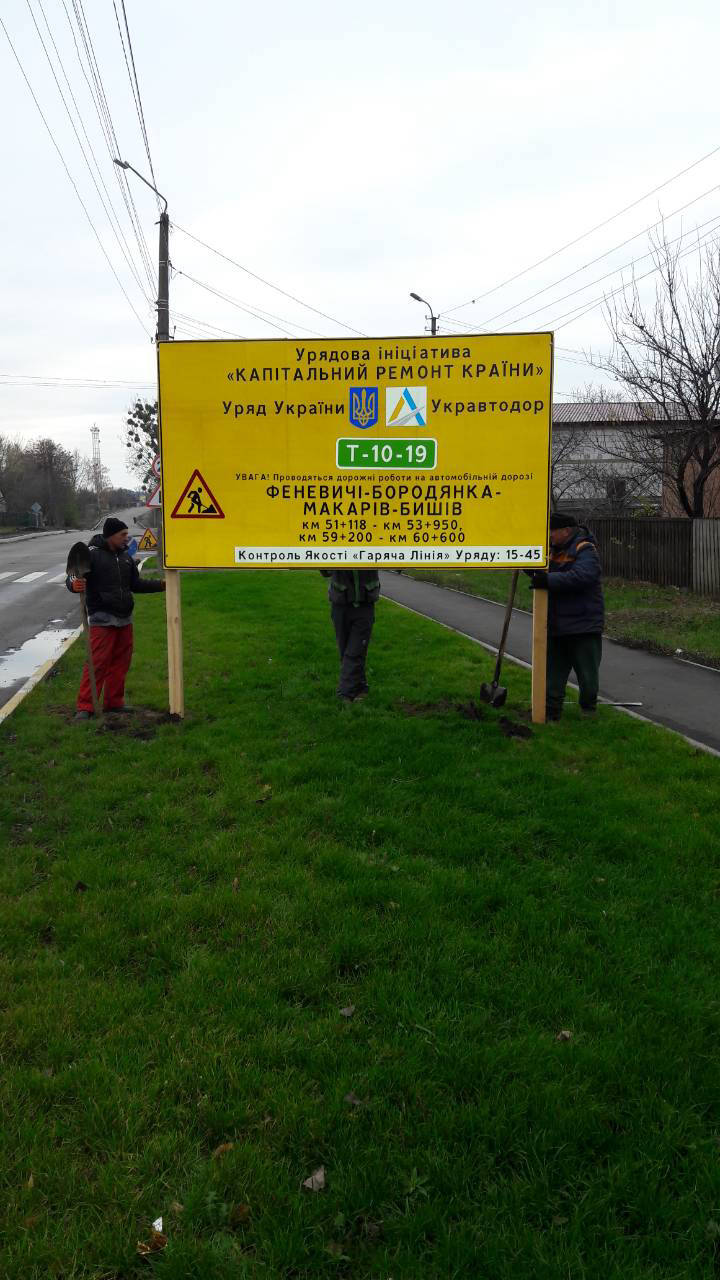 Урядова ініціатива
«КАПІТАЛЬНИЙ РЕМОНТ КРАЇНИ»
Уряд України Укравтодор
Т-10-19
УВАГА! Проводяться дорожні роботи на автомобільній дорозі
ФЕНЕВИЧІ-БОРОДЯНКА-
МАКАРІВ-БИШІВ
км 51+118 - км 53+950,
км 59+200 - км 60+600
Контроль Якості «Гаряча Лінія» Уряду: 15-45